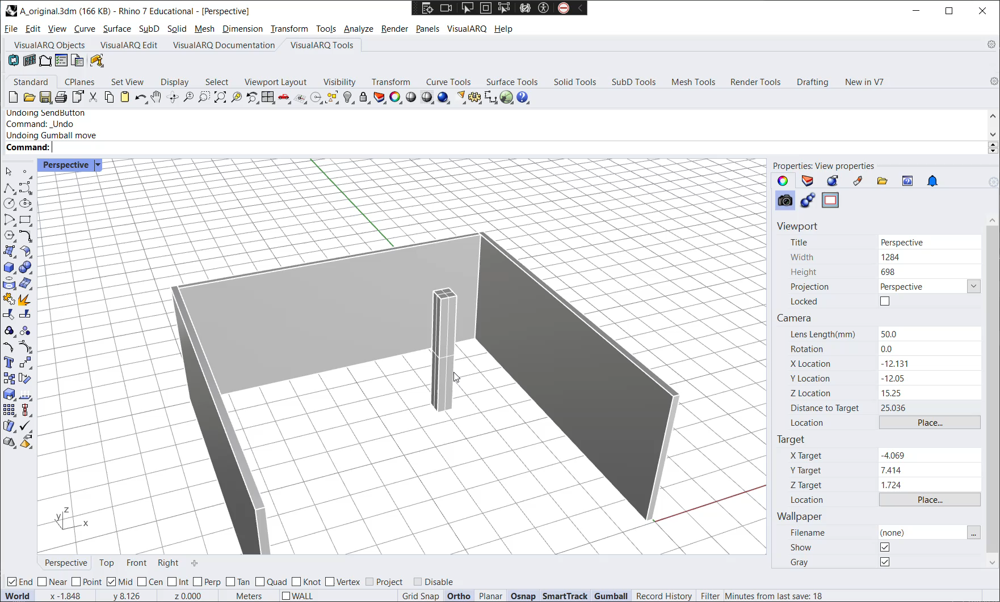 A_original.3dm (166 KB) - Rhino 7 Educational - [Perspective]
File Edit View Curve Surface SubD Solid Mesh Dimension Transform Tools Analyze Render Panels VisualARQ Help
VisualARQ Objects VisualARQ Edit VisualARQ Documentation VisualARQ Tools
Standard CPlanes Set View Display Select Viewport Layout Visibility Transform Curve Tools Surface Tools Solid Tools SubD Tools Mesh Tools Render Tools Drafting New in V7
Undoing SendButton
Command: _Undo
Undoing Gumball move
Command:
Perspective
Properties: View properties
Viewport
Title Perspective
Width 1284
Height 698
Projection Perspective
Locked
Camera
Lens Length(mm) 50.0
Rotation 0.0
X Location -12.131
Y Location -12.05
Z Location 15.25
Distance to Target 25.036
Location Place...
Target
X Target -4.069
Y Target 7.414
Z Target 1.724
Location Place...
Wallpaper
Filename (none) ...
Show
Gray
z
y
x
Perspective Top Front Right
End Near Point Mid Cen Int Perp Tan Quad Knot Vertex Project Disable
World x -1.848 y 8.126 z 0.000 Meters WALL Grid Snap Ortho Planar Osnap SmartTrack Gumball Record History Filter Minutes from last save: 18